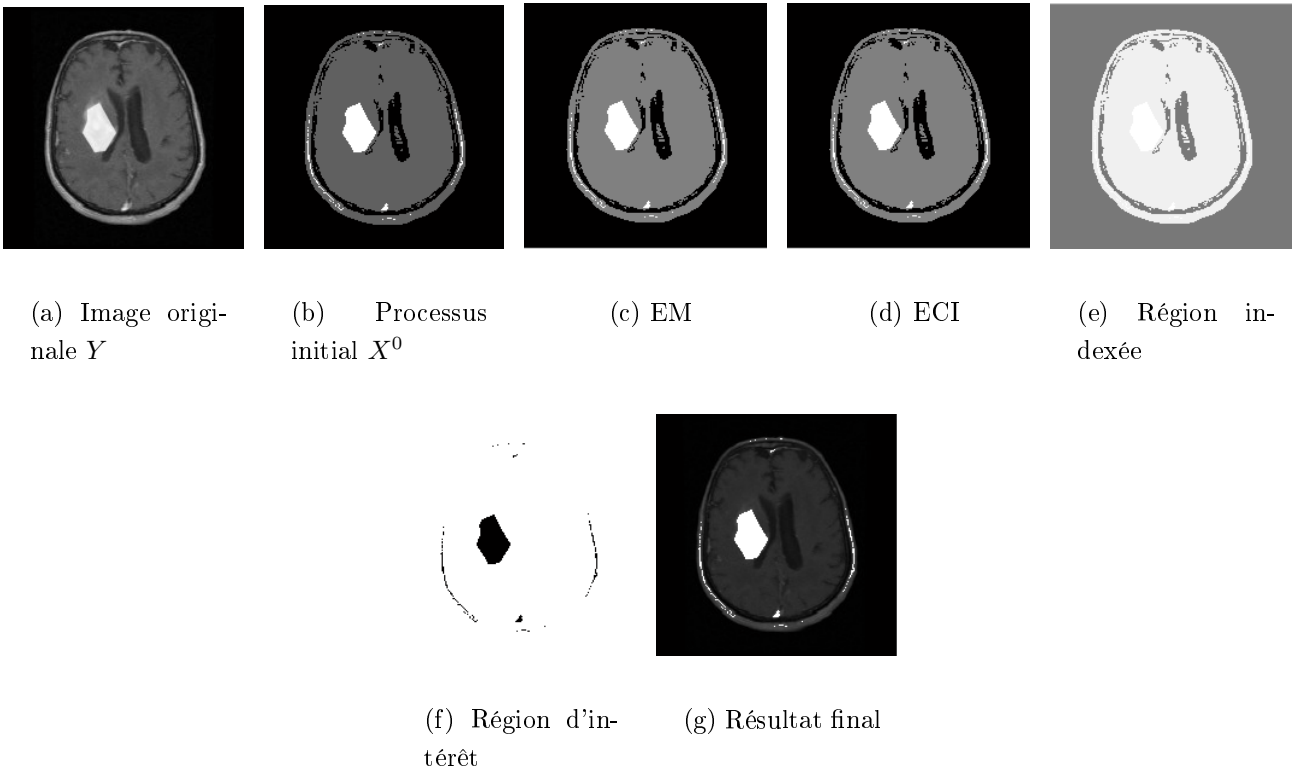 (a) Image origi-
nale Y
(b) Processus
initial X⁰
(c) EM
(d) ECI
(e) Région in-
dexée
(f) Région d'in-
térêt
(g) Résultat final